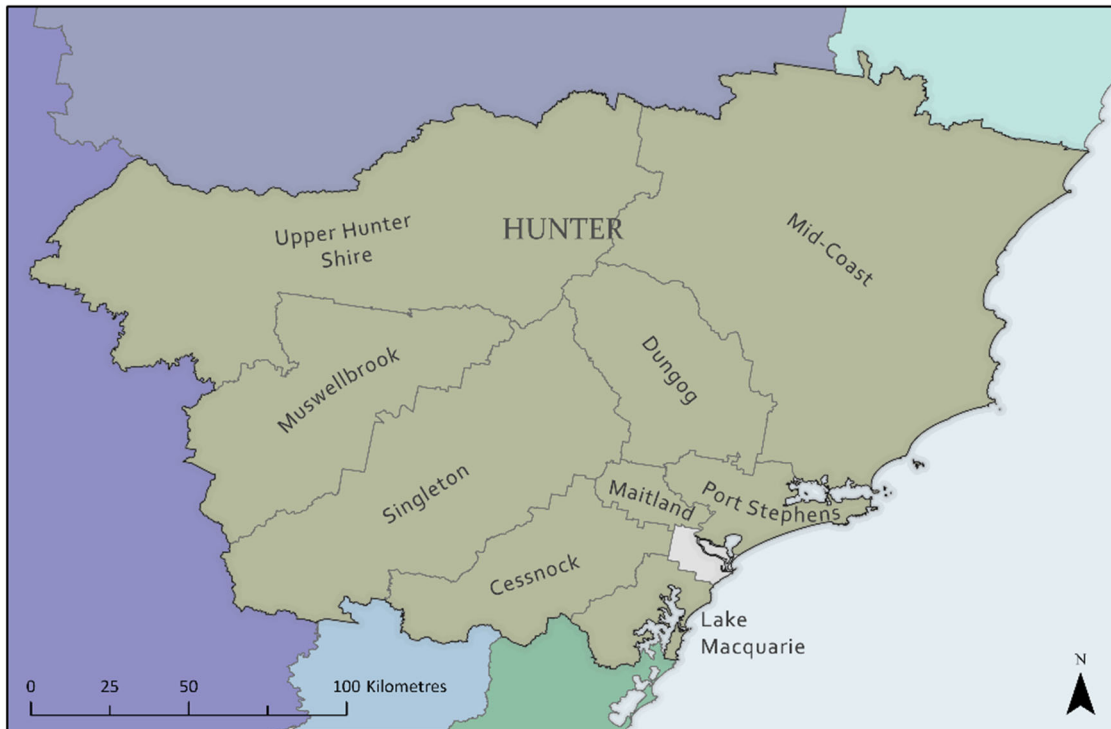 Upper Hunter
Shire
HUNTER
Mid-Coast
Muswellbrook
Dungog
Singleton
Maitland
Port Stephens
Cessnock
Lake
Macquarie
0 25 50 100 Kilometres
N